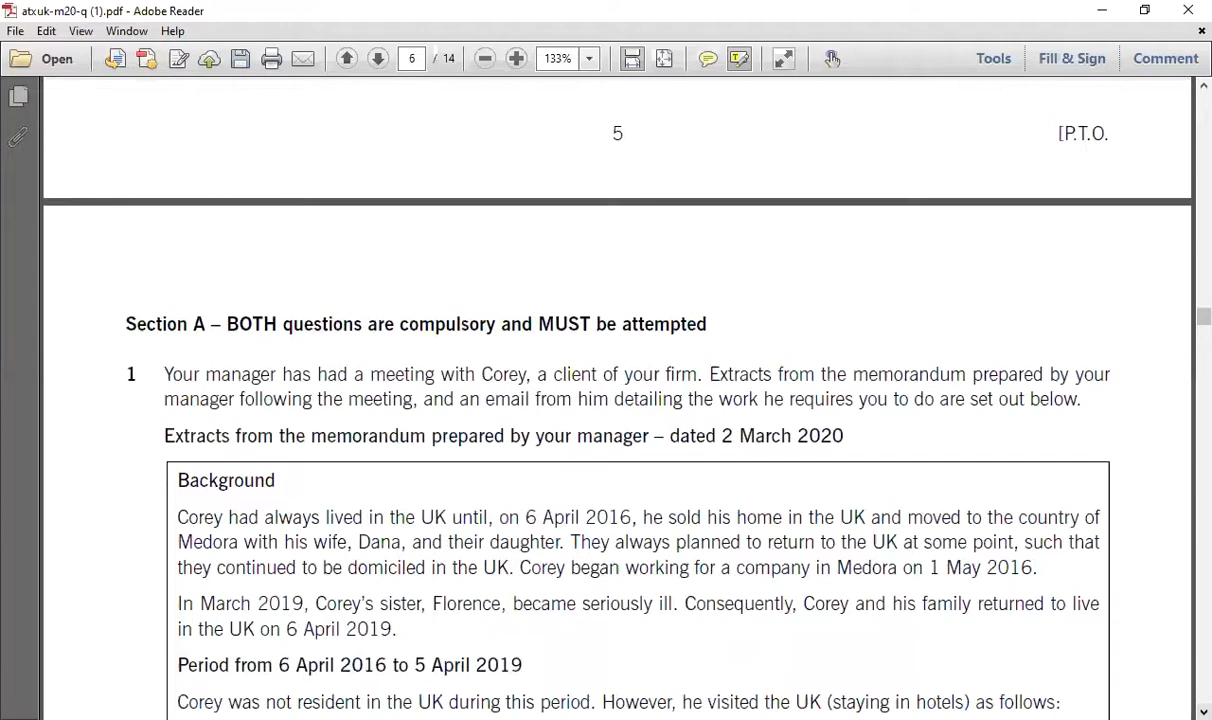 atxuk-m20-q (1).pdf - Adobe Reader
File Edit View Window Help
Open 6 / 14 133% Tools Fill & Sign Comment
5 [P.T.O.
Section A – BOTH questions are compulsory and MUST be attempted
1 Your manager has had a meeting with Corey, a client of your firm. Extracts from the memorandum prepared by your
manager following the meeting, and an email from him detailing the work he requires you to do are set out below.
Extracts from the memorandum prepared by your manager – dated 2 March 2020
Background
Corey had always lived in the UK until, on 6 April 2016, he sold his home in the UK and moved to the country of
Medora with his wife, Dana, and their daughter. They always planned to return to the UK at some point, such that
they continued to be domiciled in the UK. Corey began working for a company in Medora on 1 May 2016.
In March 2019, Corey’s sister, Florence, became seriously ill. Consequently, Corey and his family returned to live
in the UK on 6 April 2019.
Period from 6 April 2016 to 5 April 2019
Corey was not resident in the UK during this period. However, he visited the UK (staying in hotels) as follows: